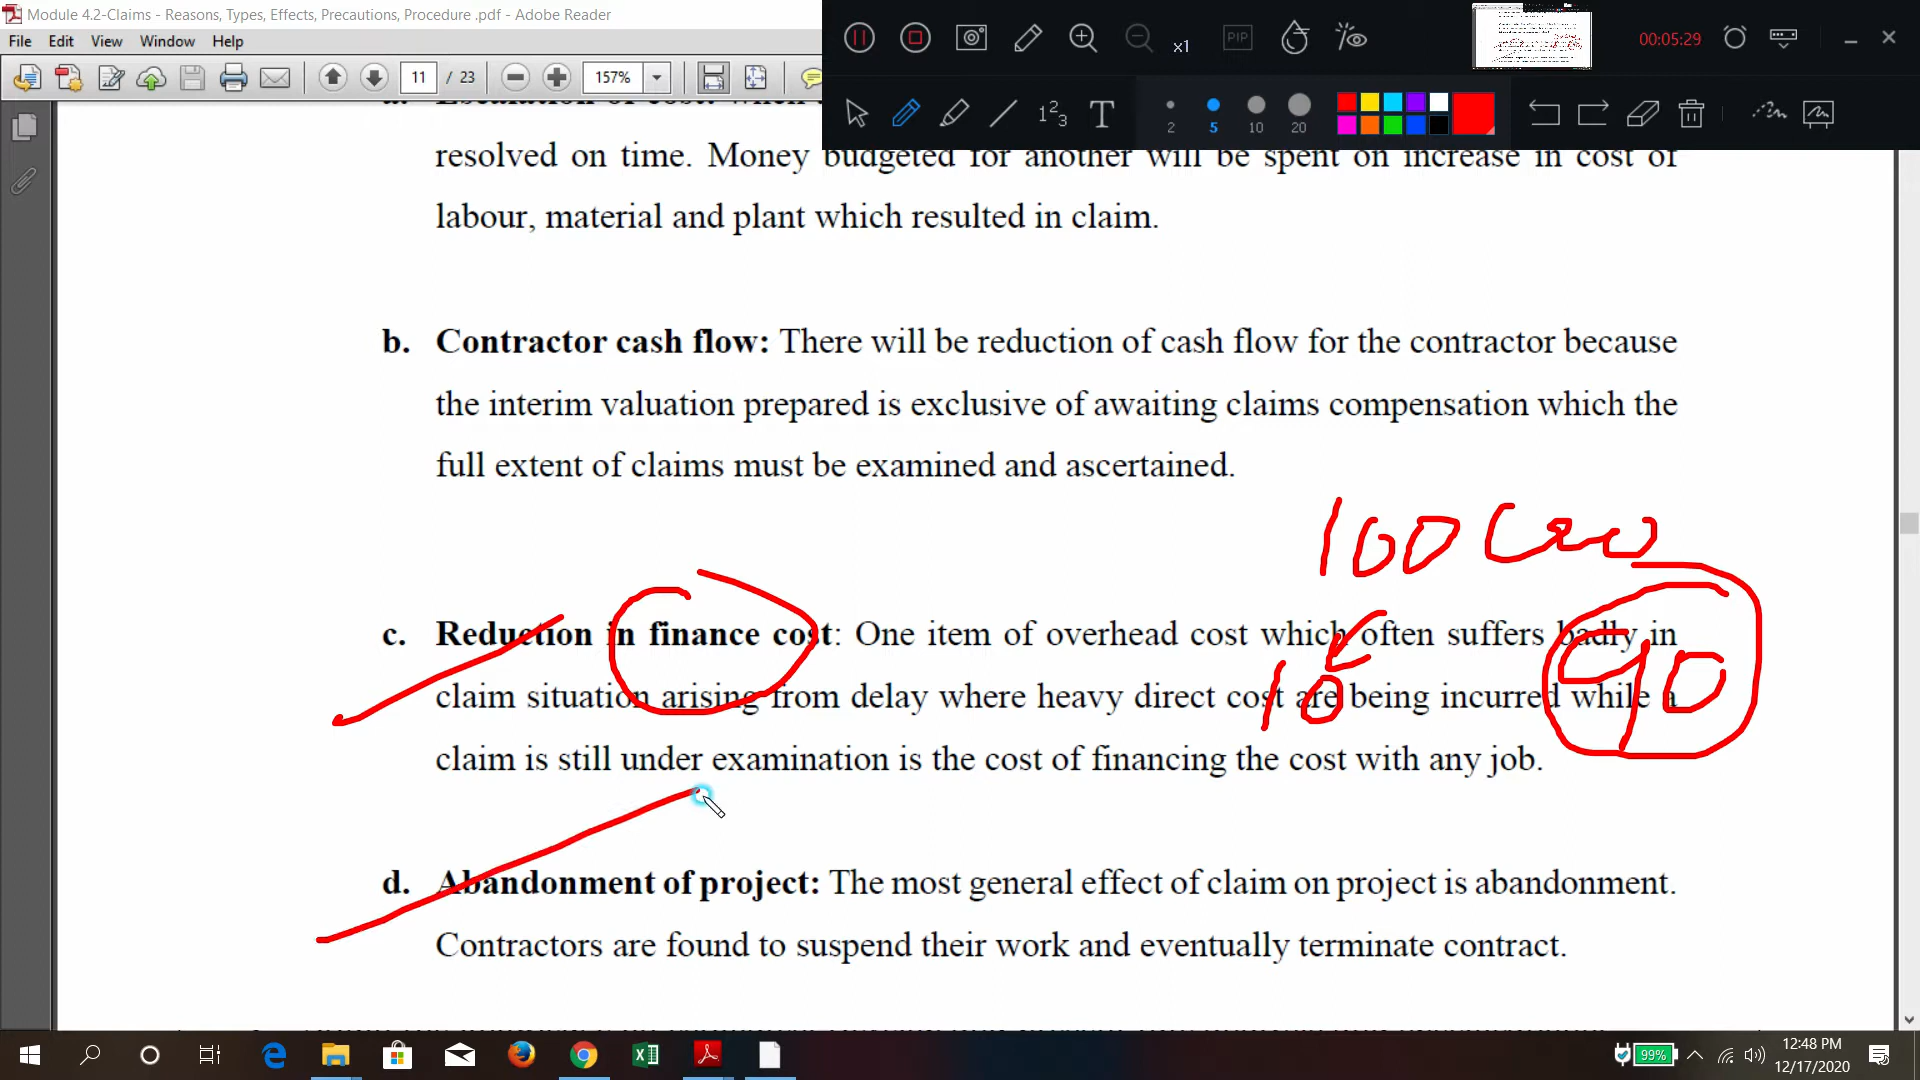 Module 4.2-Claims - Reasons, Types, Effects, Precautions, Procedure .pdf - Adobe Reader
File Edit View Window Help
11 / 23 157%
x1 PIP 00:05:29
2 5 10 20
a. Escalation of cost: when
resolved on time. Money budgeted for another will be spent on increase in cost of
labour, material and plant which resulted in claim.
b. Contractor cash flow: There will be reduction of cash flow for the contractor because
the interim valuation prepared is exclusive of awaiting claims compensation which the
full extent of claims must be examined and ascertained.
100
c. Reduction in finance cost: One item of overhead cost which often suffers badly in
10 90
claim situation arising from delay where heavy direct cost are being incurred while a
claim is still under examination is the cost of financing the cost with any job.
d. Abandonment of project: The most general effect of claim on project is abandonment.
Contractors are found to suspend their work and eventually terminate contract.
99% 12:48 PM
12/17/2020